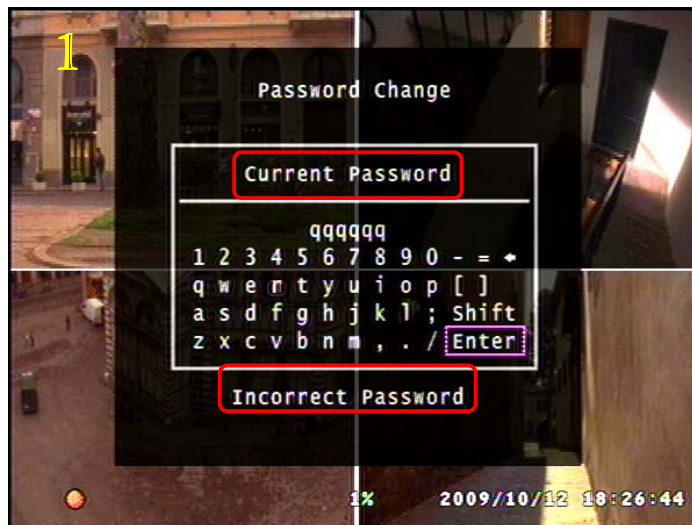 1
Password Change
Current Password
qqqqqq
1 2 3 4 5 6 7 8 9 0 - = ←
q w e r t y u i o p [ ]
a s d f g h j k l ; Shift
z x c v b n m , . / Enter
Incorrect Password
1% 2009/10/12 18:26:44